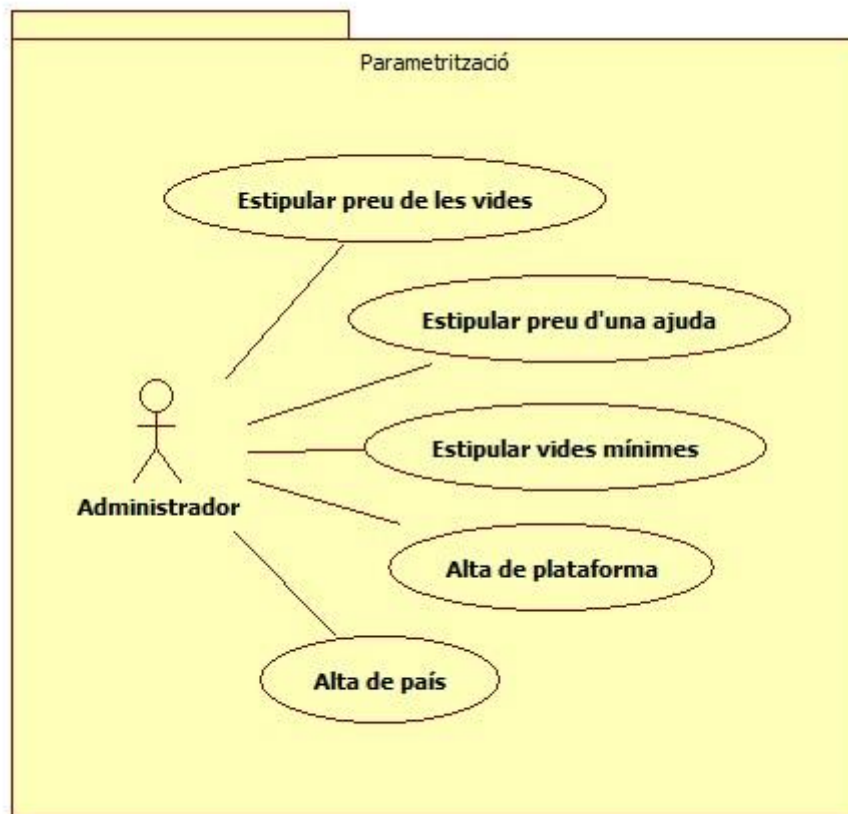 Parametrització
Estipular preu de les vides
Estipular preu d'una ajuda
Estipular vides mínimes
Administrador
Alta de plataforma
Alta de país